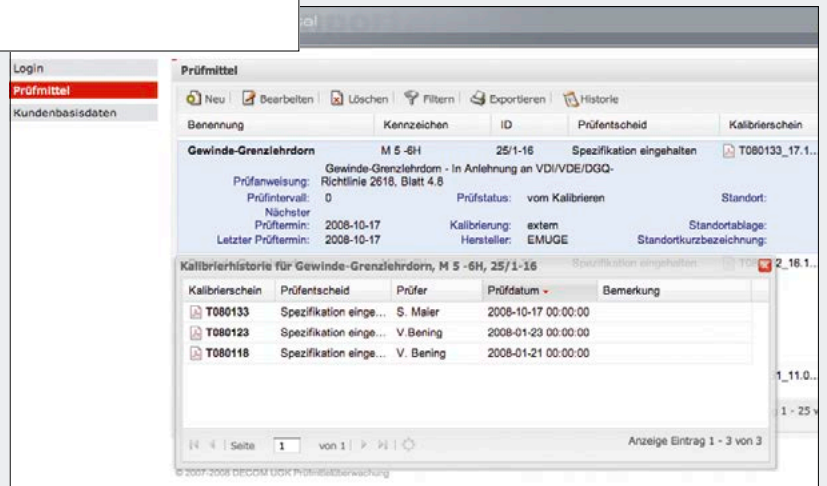 Login
Prüfmittel
Kundenbasisdaten
Prüfmittel
Neu Bearbeiten Löschen Filtern Exportieren Historie
Benennung Kennzeichen ID Prüfentscheid Kalibrierschein
Gewinde-Grenzlehrdorn M 5 -6H 25/1-16 Spezifikation eingehalten T080133_17.1...
Gewinde-Grenzlehrdorn - In Anlehnung an VDI/VDE/DGQ-
Prüfanweisung: Richtlinie 2618, Blatt 4.8
Prüfintervall: 0 Prüfstatus: vom Kalibrieren Standort:
Nächster
Prüftermin: 2008-10-17 Kalibrierung: extern Standortablage:
Letzter Prüftermin: 2008-10-17 Hersteller: EMUGE Standortkurzbezeichnung:
Kalibrierhistorie für Gewinde-Grenzlehrdorn, M 5 -6H, 25/1-16 Spezifikation eingehalten 2_16.1...
Kalibrierschein Prüfentscheid Prüfer Prüfdatum Bemerkung
T080133 Spezifikation einge... S. Maier 2008-10-17 00:00:00
T080123 Spezifikation einge... V.Bening 2008-01-23 00:00:00
T080118 Spezifikation einge... V. Bening 2008-01-21 00:00:00
1_11.0...
1 - 25 v
Seite 1 von 1 Anzeige Eintrag 1 - 3 von 3
© 2007-2008 DECOM UGK Prüfmittelüberwachung